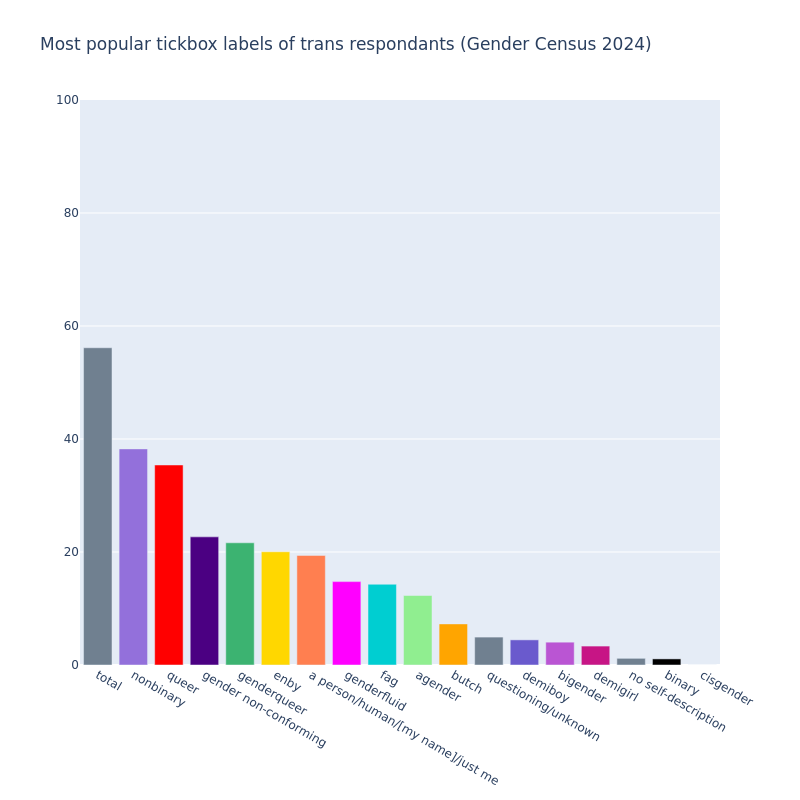 Most popular tickbox labels of trans respondants (Gender Census 2024)
100
80
60
40
20
0
total
nonbinary
queer
gender non-conforming
genderqueer
enby
a person/human/[my name]/just me
genderfluid
fag
agender
butch
questioning/unknown
demiboy
bigender
demigirl
no self-description
binary
cisgender